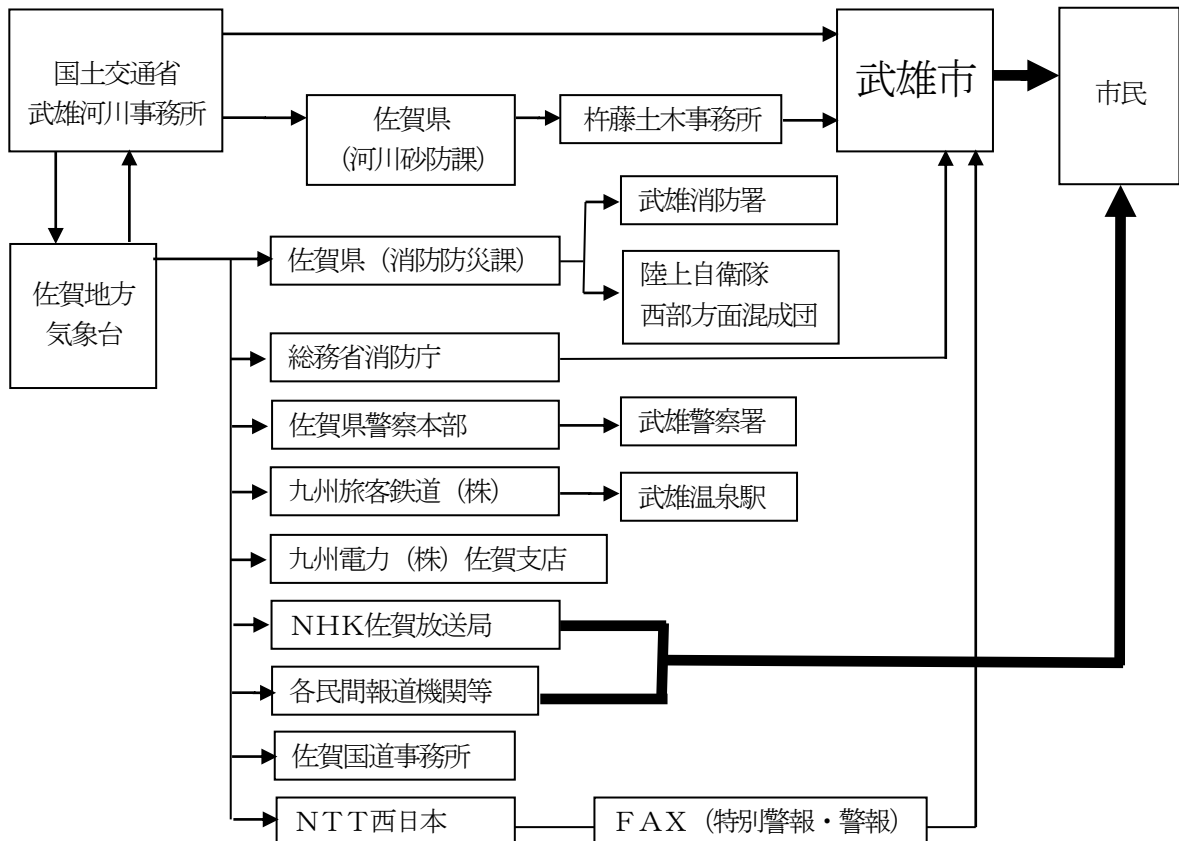 国土交通省
武雄河川事務所
武雄市
市民
佐賀県
(河川砂防課)
杵藤土木事務所
武雄消防署
佐賀地方
気象台
佐賀県（消防防災課）
陸上自衛隊
西部方面混成団
総務省消防庁
佐賀県警察本部
武雄警察署
九州旅客鉄道（株）
武雄温泉駅
九州電力（株）佐賀支店
ＮＨＫ佐賀放送局
各民間報道機関等
佐賀国道事務所
ＮＴＴ西日本
ＦＡＸ（特別警報・警報）